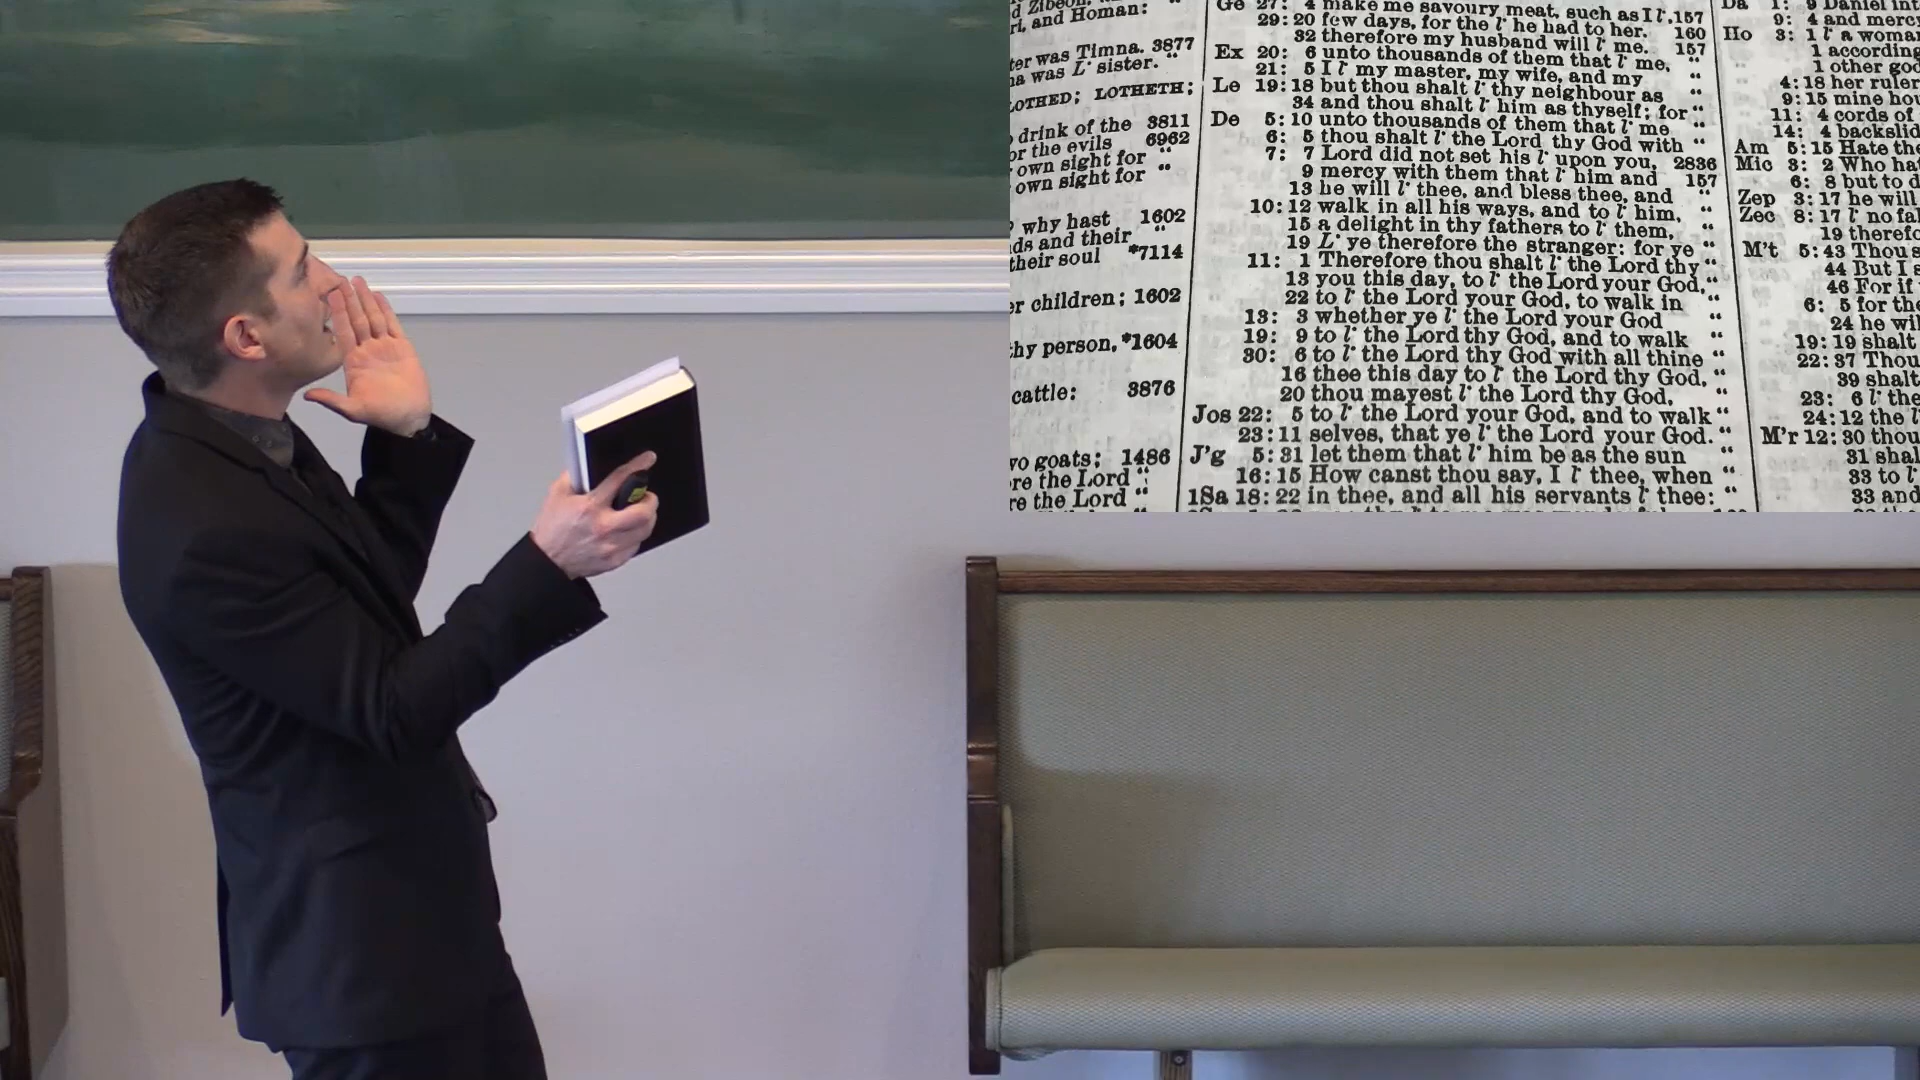 d Zibeon,
ri, and Homan: "
ter was Timna. 3877
na was L· sister. "
LOTHED; LOTHETH;
drink of the 3811
or the evils 6962
own sight for "
own sight for "
why hast 1602
ds and their "
their soul *7114
er children; 1602
hy person, *1604
cattle: 3876
wo goats: 1486
re the Lord "
re the Lord "
Ge 27: 4 make me savoury meat, such as I l·, 157
29: 20 few days, for the l· he had to her. 160
32 therefore my husband will l· me. 157
Ex 20: 6 unto thousands of them that l· me, "
21: 5 I l· my master, my wife, and my "
Le 19: 18 but thou shalt l· thy neighbour as "
34 and thou shalt l· him as thyself; for "
De 5: 10 unto thousands of them that l· me "
6: 5 thou shalt l· the Lord thy God with "
7: 7 Lord did not set his l· upon you, 2836
9 mercy with them that l· him and 157
13 he will l· thee, and bless thee, and "
10: 12 walk in all his ways, and to l· him, "
15 a delight in thy fathers to l· them, "
19 L· ye therefore the stranger: for ye "
11: 1 Therefore thou shalt l· the Lord thy "
13 you this day, to l· the Lord your God, "
22 to l· the Lord your God, to walk in "
13: 3 whether ye l· the Lord your God "
19: 9 to l· the Lord thy God, and to walk "
30: 6 to l· the Lord thy God with all thine "
16 thee this day to l· the Lord thy God, "
20 thou mayest l· the Lord thy God, "
Jos 22: 5 to l· the Lord your God, and to walk "
23: 11 selves, that ye l· the Lord your God. "
J'g 5: 31 let them that l· him be as the sun "
16: 15 How canst thou say, I l· thee, when "
1Sa 18: 22 in thee, and all his servants l· thee: "
Da 1: 9 Daniel int
9: 4 and mercy
Ho 3: 1 l· a woma
1 according
1 other god
4: 18 her ruler
9: 15 mine hou
11: 4 cords of
14: 4 backslid
Am 5: 15 Hate the
Mic 3: 2 Who hat
6: 8 but to d
Zep 3: 17 he will
Zec 8: 17 l· no fal
19 therefo
M't 5: 43 Thou s
44 But I s
46 For if
6: 5 for the
24 he wil
19: 19 shalt
22: 37 Thou
39 shalt
23: 6 l· the
24: 12 the l·
M'r 12: 30 thou
31 shal
33 to l·
33 and